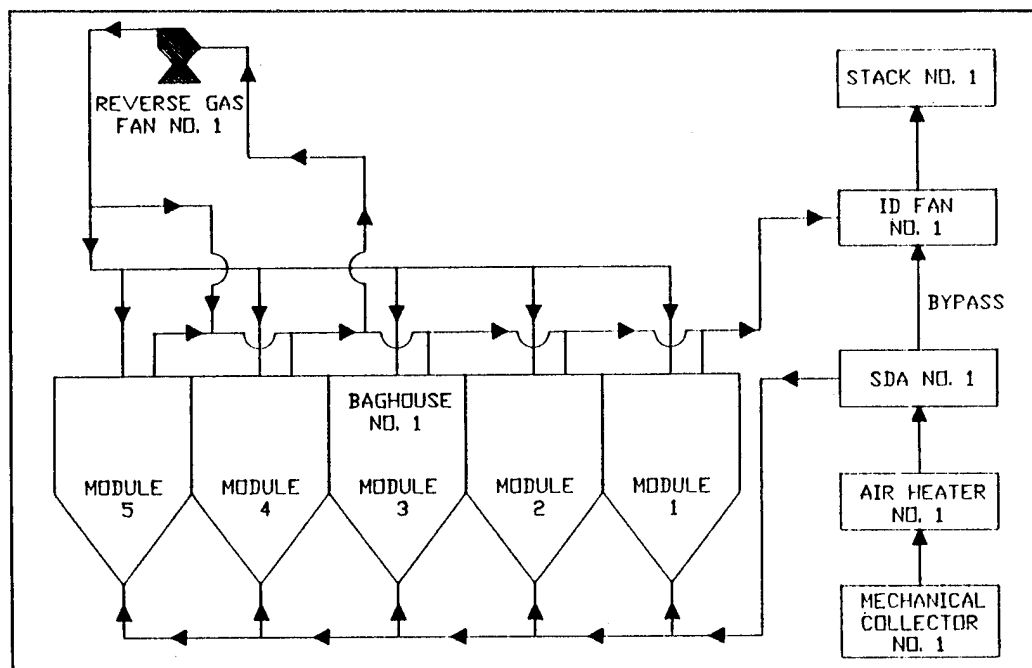 REVERSE GAS
FAN NO. 1
STACK NO. 1
ID FAN
NO. 1
BYPASS
SDA NO. 1
BAGHOUSE
NO. 1
MODULE
5
MODULE
4
MODULE
3
MODULE
2
MODULE
1
AIR HEATER
NO. 1
MECHANICAL
COLLECTOR
NO. 1